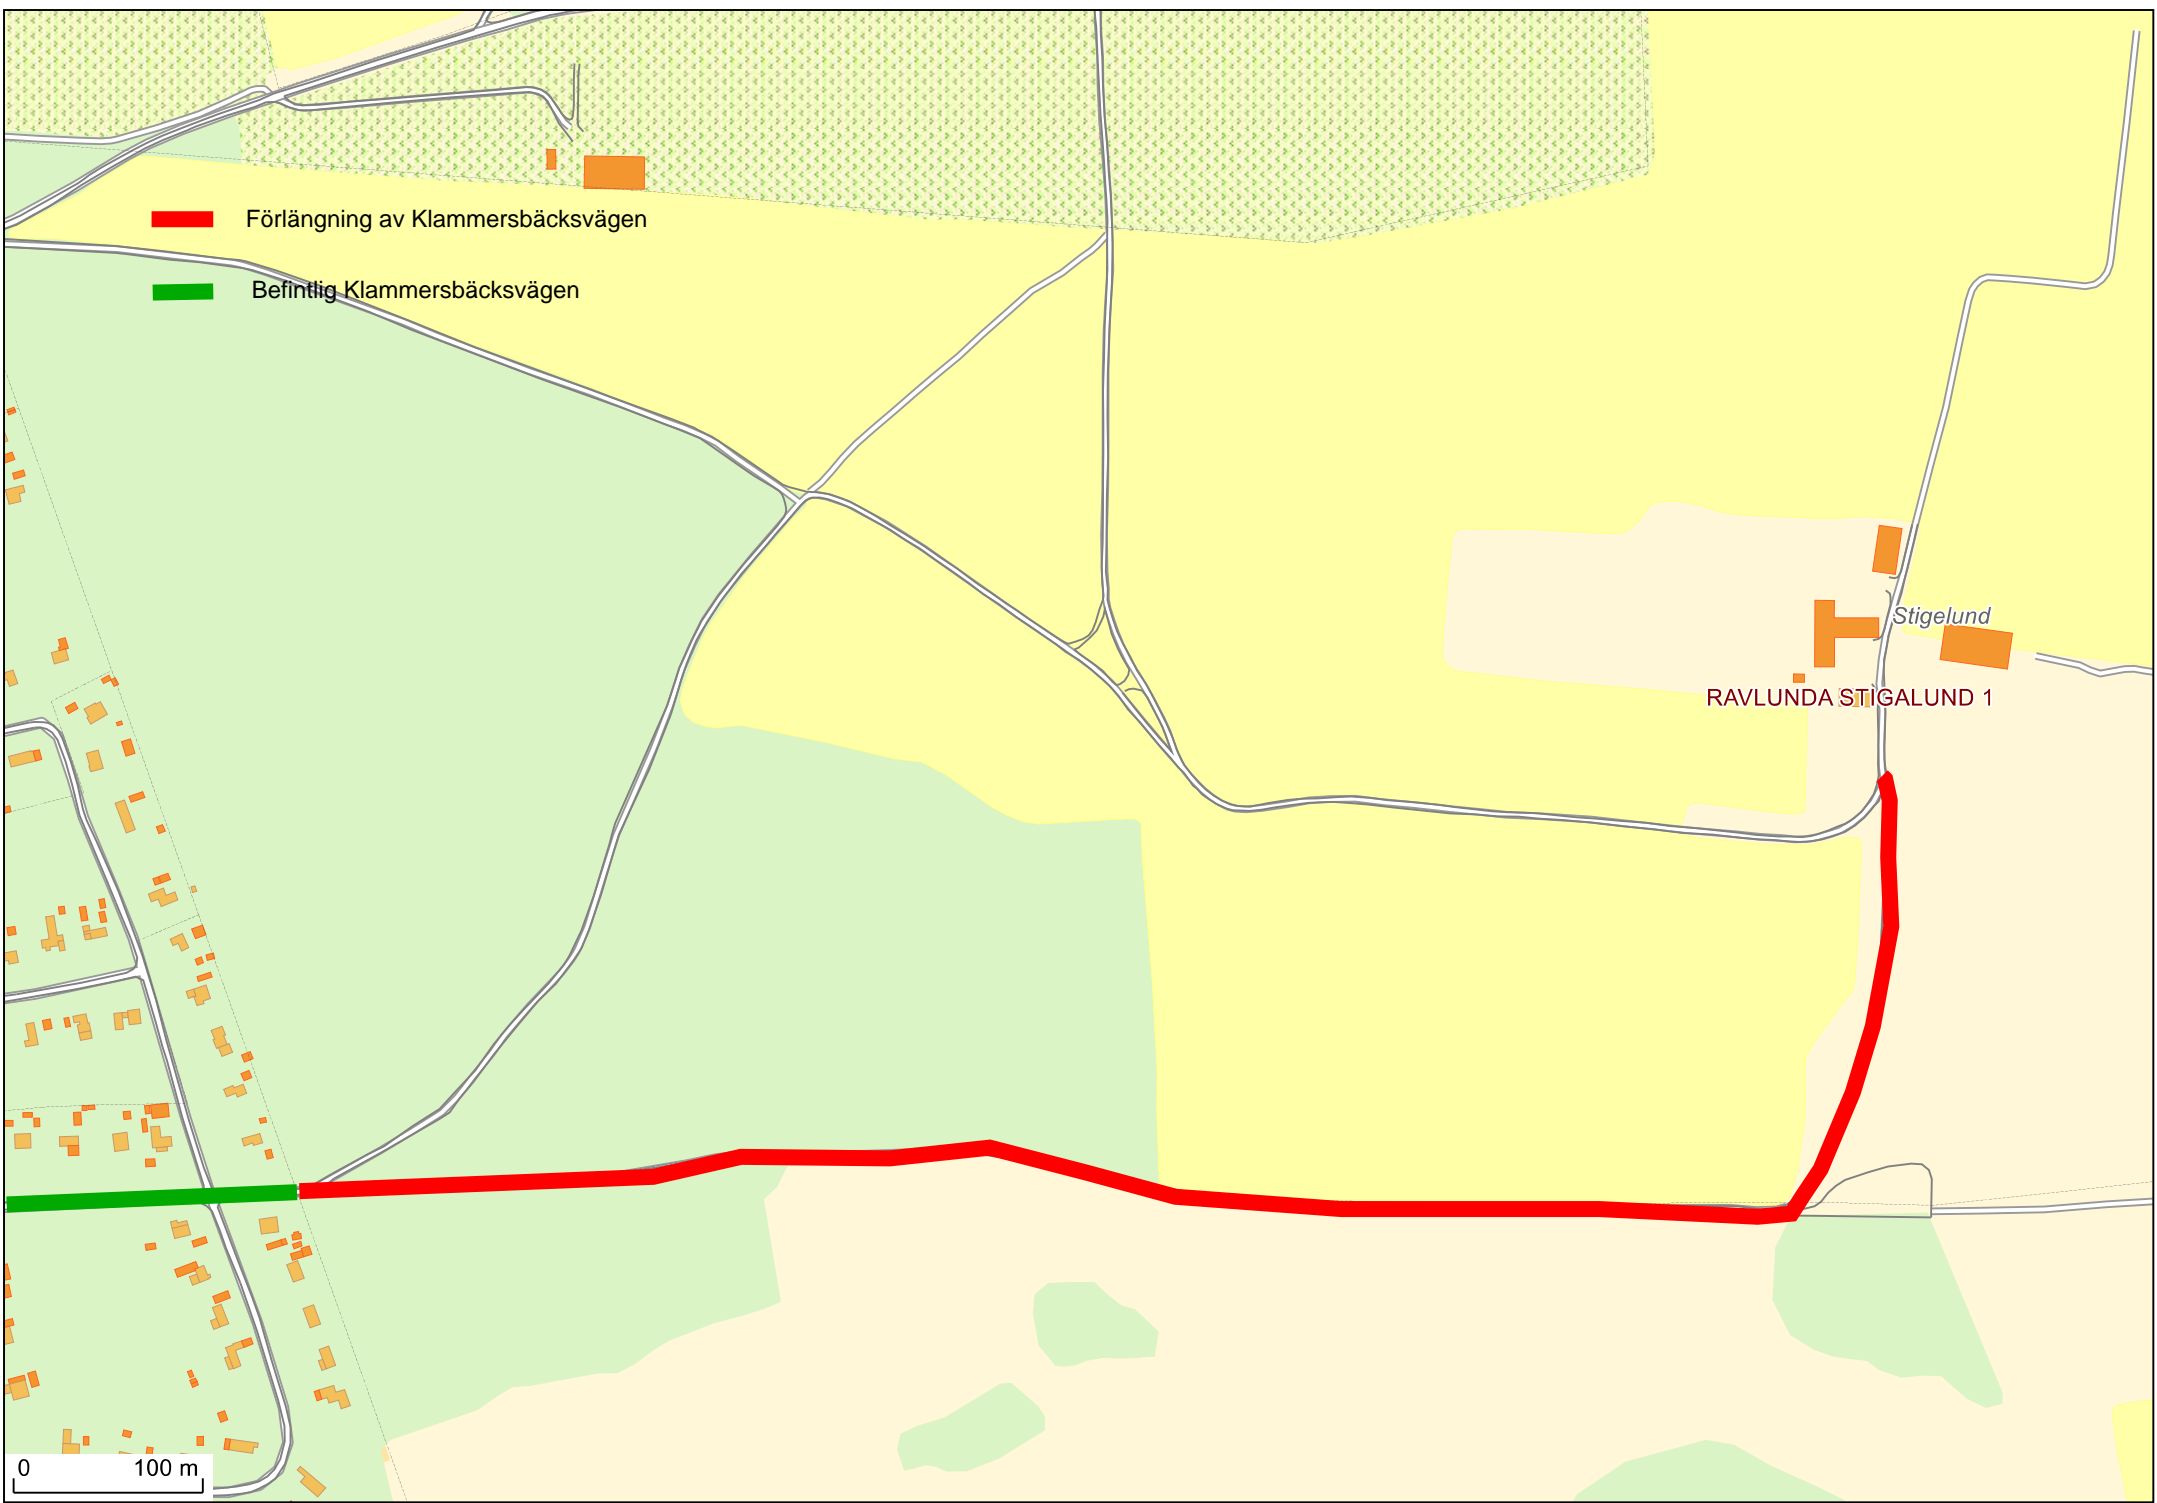 Förlängning av Klammersbäcksvägen
Befintlig Klammersbäcksvägen
Stigelund
RAVLUNDA STIGALUND 1
0 100 m